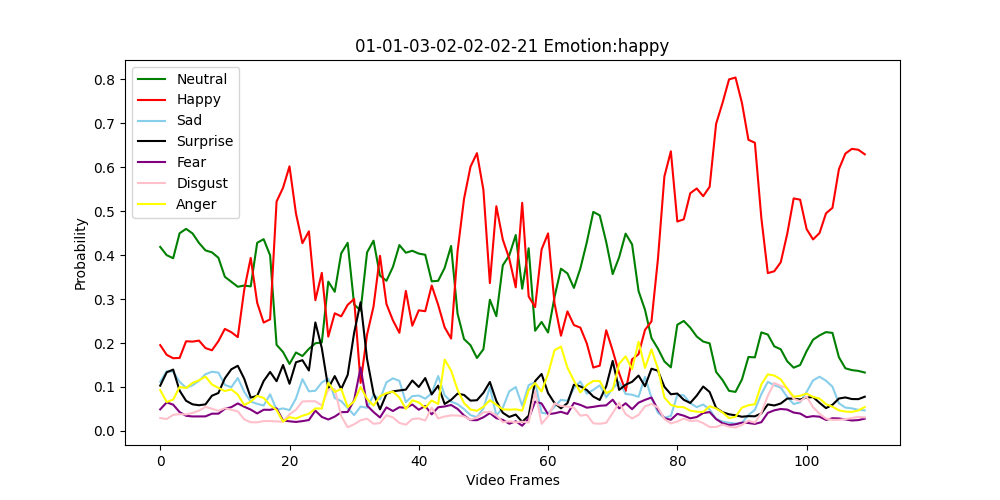 01-01-03-02-02-02-21 Emotion:happy
Neutral
Happy
Sad
Surprise
Fear
Disgust
Anger
Probability
0.8
0.7
0.6
0.5
0.4
0.3
0.2
0.1
0.0
0 20 40 60 80 100
Video Frames